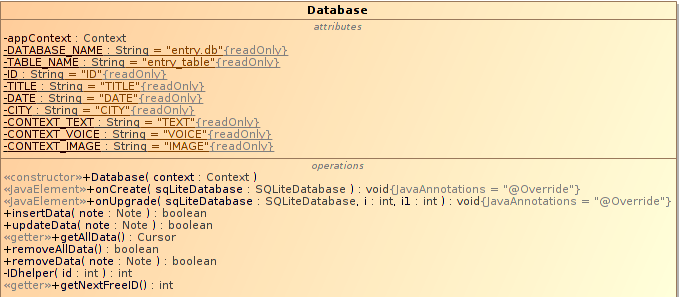 Database
attributes
-appContext : Context
-DATABASE_NAME : String = "entry.db"{readOnly}
-TABLE_NAME : String = "entry_table"{readOnly}
-ID : String = "ID"{readOnly}
-TITLE : String = "TITLE"{readOnly}
-DATE : String = "DATE"{readOnly}
-CITY : String = "CITY"{readOnly}
-CONTEXT_TEXT : String = "TEXT"{readOnly}
-CONTEXT_VOICE : String = "VOICE"{readOnly}
-CONTEXT_IMAGE : String = "IMAGE"{readOnly}
operations
«constructor»+Database( context : Context )
«JavaElement»+onCreate( sqLiteDatabase : SQLiteDatabase ) : void{JavaAnnotations = "@Override"}
«JavaElement»+onUpgrade( sqLiteDatabase : SQLiteDatabase, i : int, i1 : int ) : void{JavaAnnotations = "@Override"}
+insertData( note : Note ) : boolean
+updateData( note : Note ) : boolean
«getter»+getAllData() : Cursor
+removeAllData() : boolean
+removeData( note : Note ) : boolean
-IDhelper( id : int ) : int
«getter»+getNextFreeID() : int